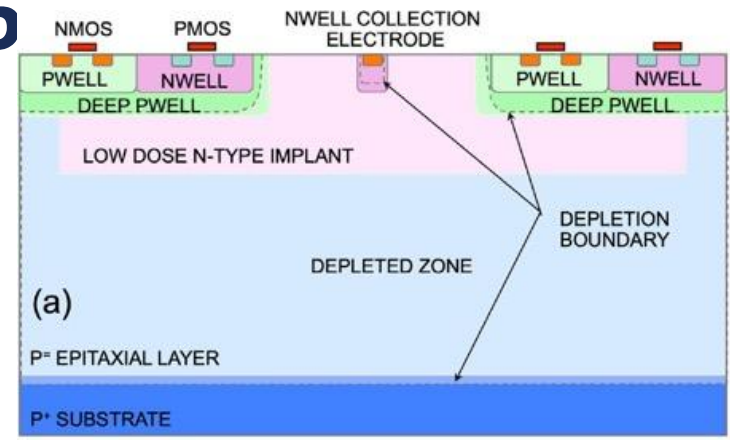 NMOS
PMOS
NWELL COLLECTION
ELECTRODE
PWELL
NWELL
PWELL
NWELL
DEEP PWELL
DEEP PWELL
LOW DOSE N-TYPE IMPLANT
DEPLETION
BOUNDARY
DEPLETED ZONE
(a)
P⁼ EPITAXIAL LAYER
P⁺ SUBSTRATE